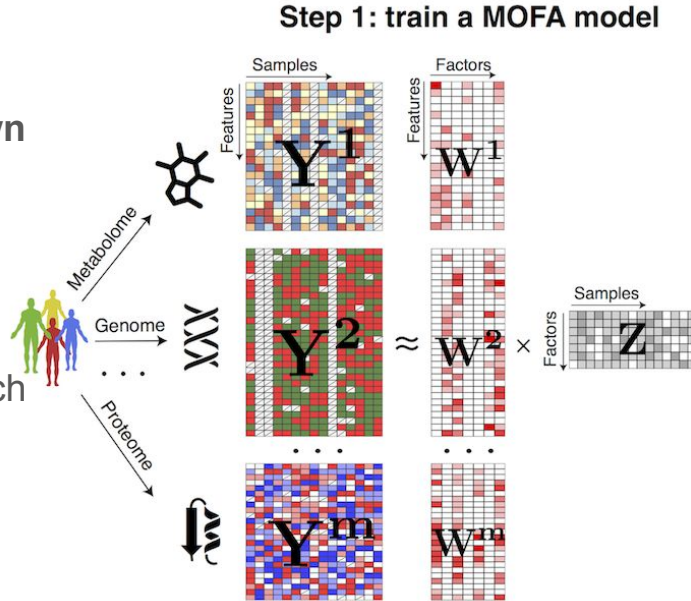 Step 1: train a MOFA model
Samples
Factors
Features
Features
Y¹
W¹
Metabolome
Genome
. . .
Proteome
Y²
≈
W²
×
Samples
Factors
Z
. . .
. . .
Yᵐ
Wᵐ
ch